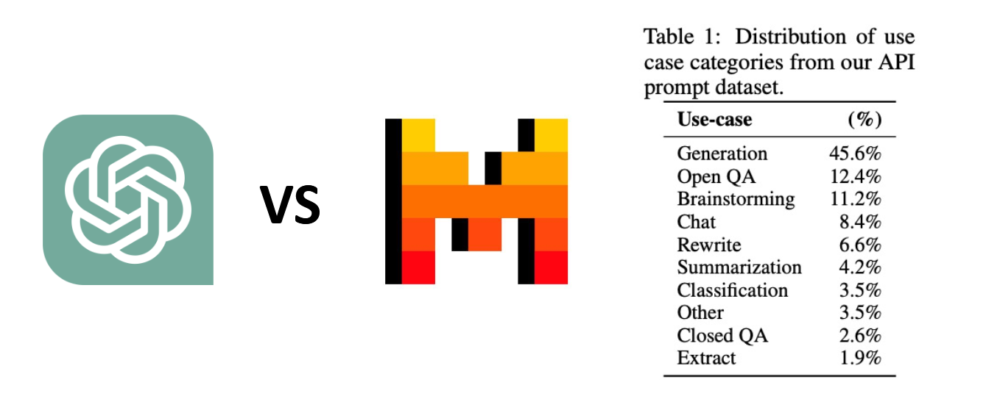 VS
Table 1: Distribution of use
case categories from our API
prompt dataset.
Use-case (%)
Generation 45.6%
Open QA 12.4%
Brainstorming 11.2%
Chat 8.4%
Rewrite 6.6%
Summarization 4.2%
Classification 3.5%
Other 3.5%
Closed QA 2.6%
Extract 1.9%